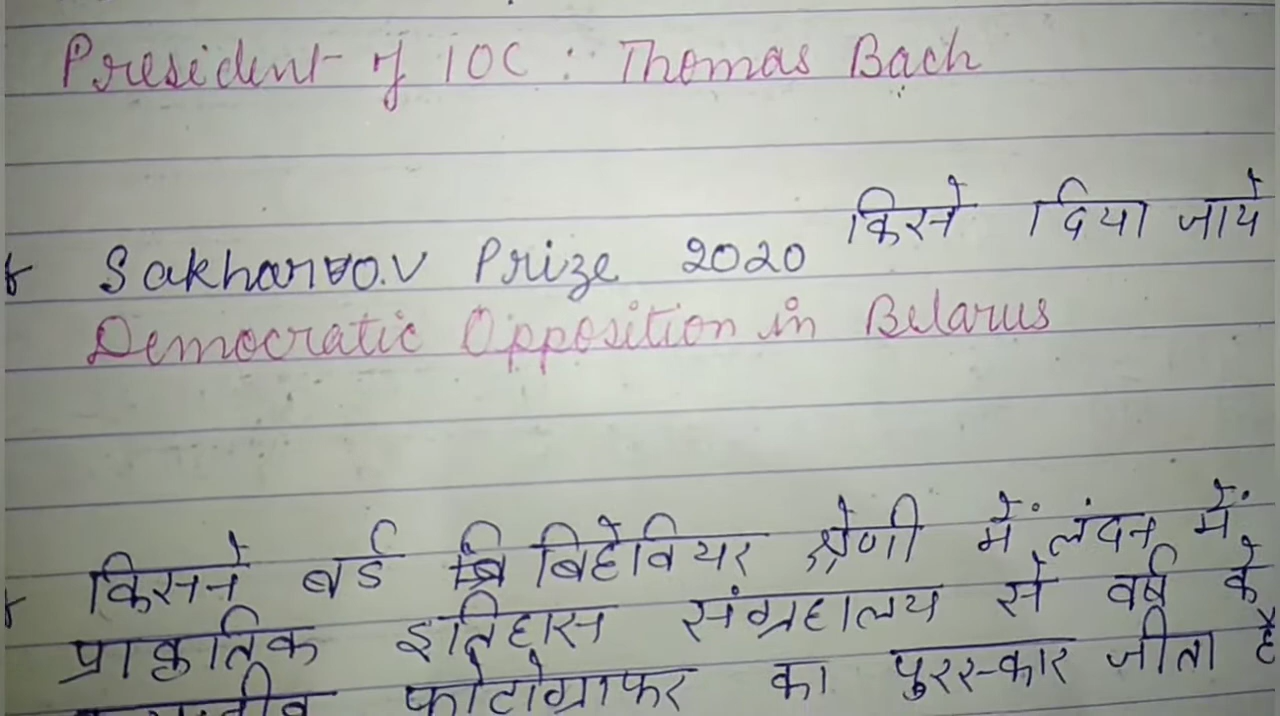 President of IOC : Thomas Bach
* Sakharov Prize 2020 किसने दिया जाये
Democratic Opposition in Belarus
* किसने बर्ड बिहेवियर श्रेणी में लंदन में
प्राकृतिक इतिहास संग्रहालय से वर्ष के
फोटोग्राफर का पुरस्कार जीता है